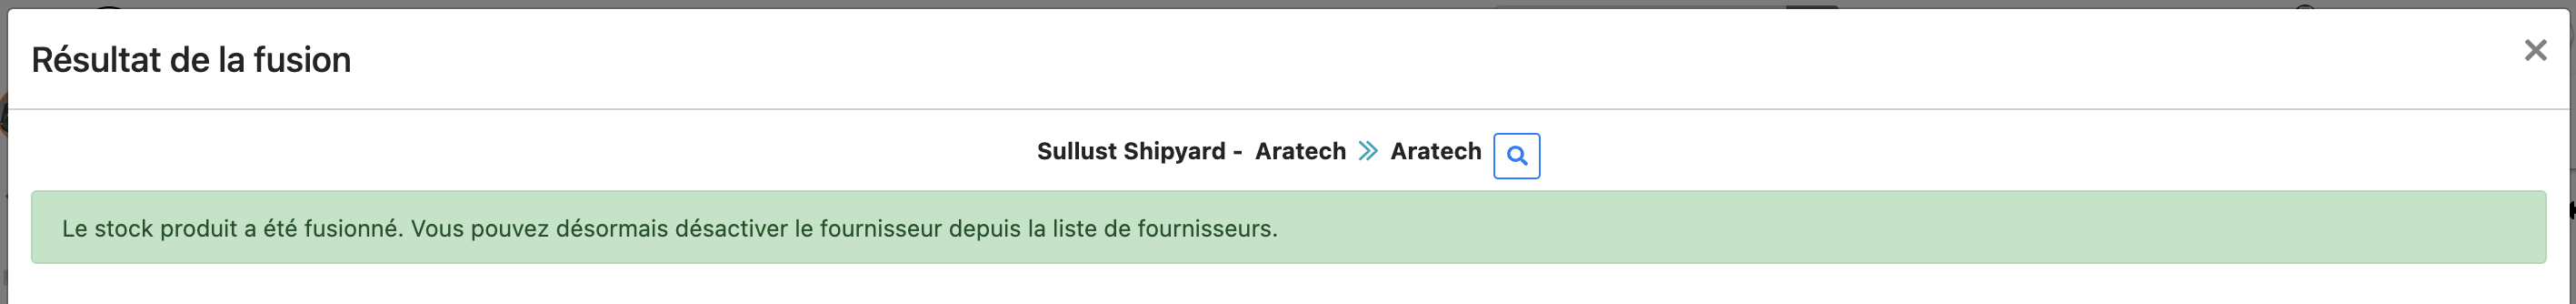 Résultat de la fusion
Sullust Shipyard - Aratech » Aratech
Le stock produit a été fusionné. Vous pouvez désormais désactiver le fournisseur depuis la liste de fournisseurs.